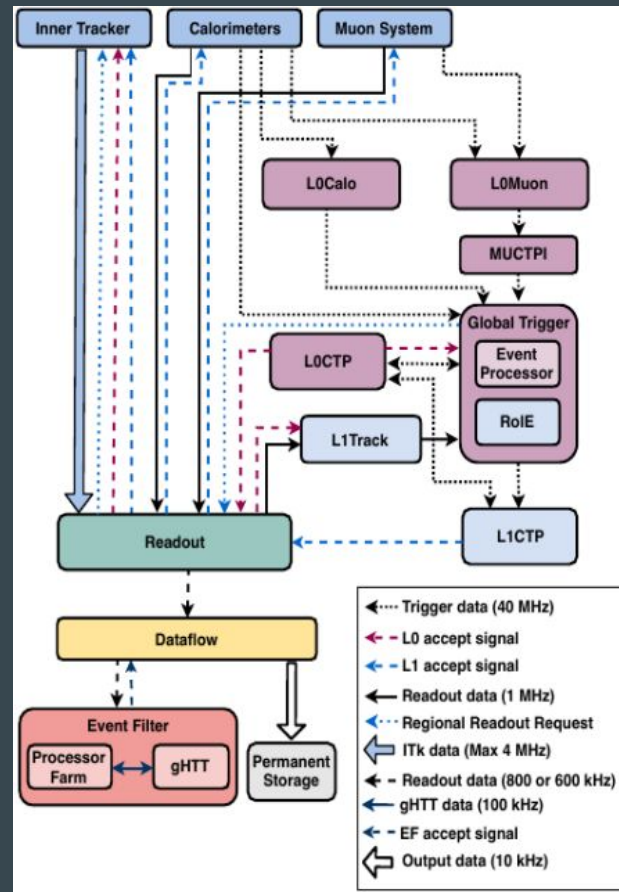 Inner Tracker
Calorimeters
Muon System
L0Calo
L0Muon
MUCTPI
Global Trigger
Event
Processor
RoIE
L0CTP
L1Track
L1CTP
Readout
Dataflow
Event Filter
Processor
Farm
gHTT
Permanent
Storage
Trigger data (40 MHz)
L0 accept signal
L1 accept signal
Readout data (1 MHz)
Regional Readout Request
ITk data (Max 4 MHz)
Readout data (800 or 600 kHz)
gHTT data (100 kHz)
EF accept signal
Output data (10 kHz)